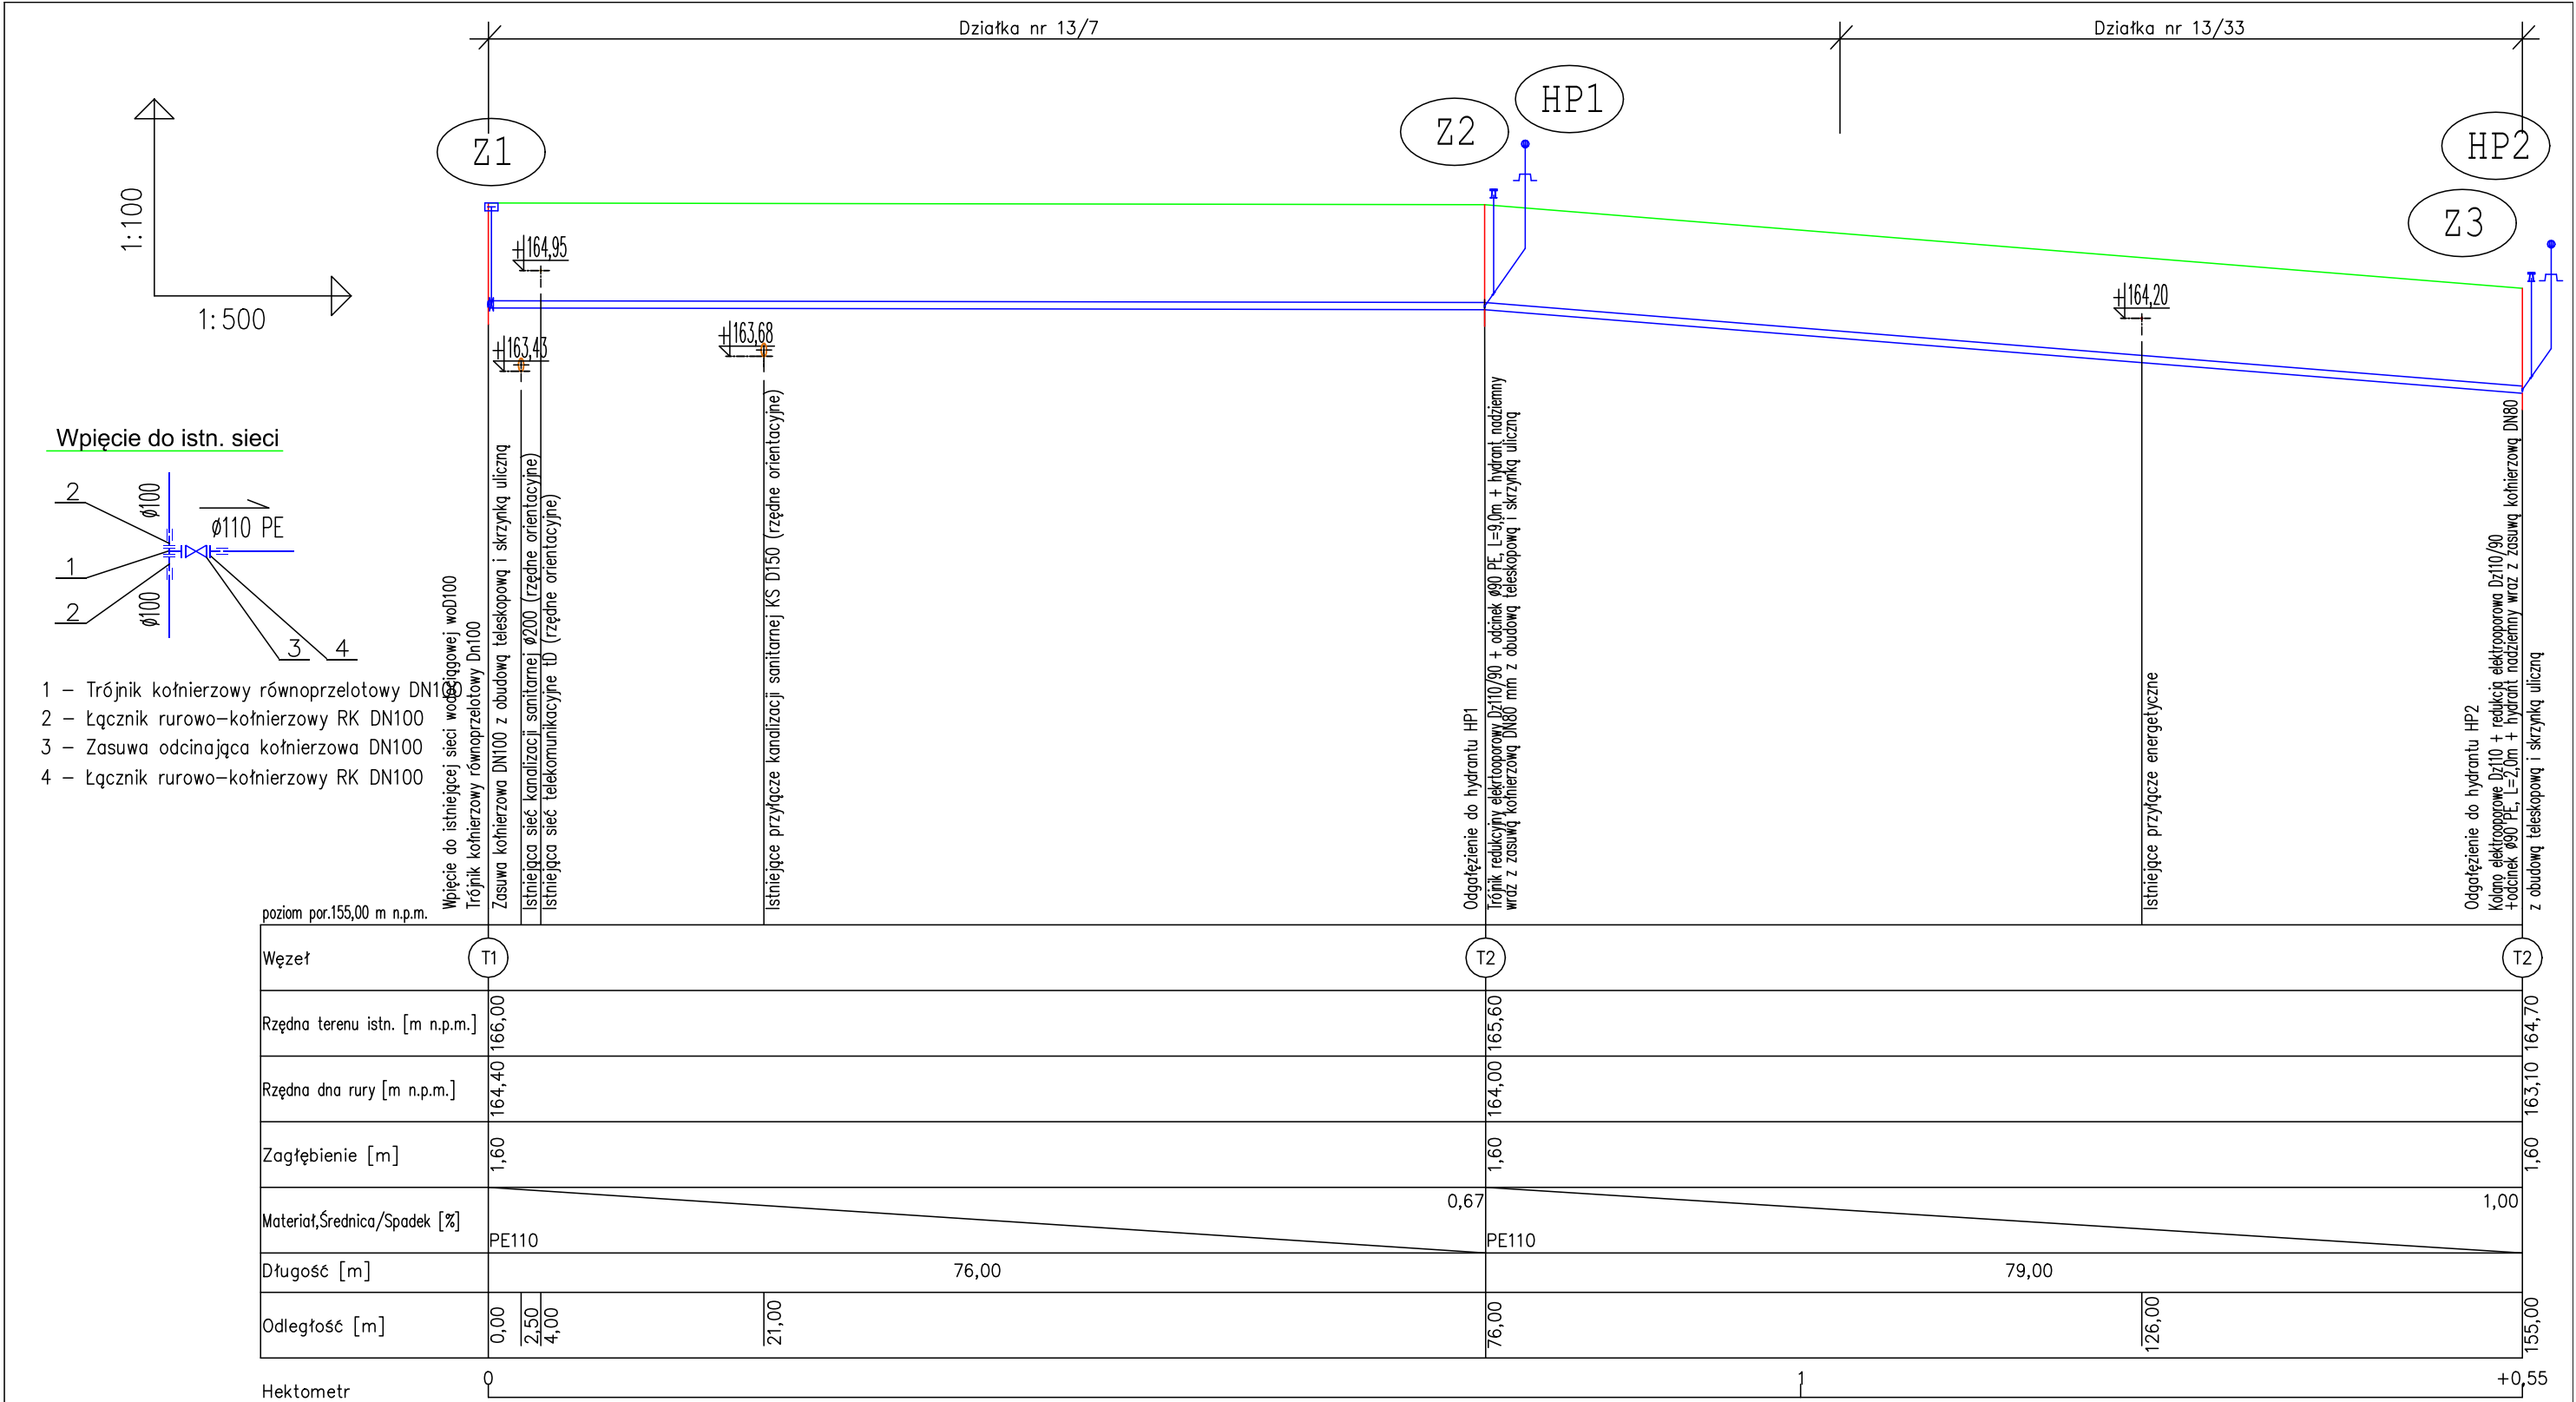 Działka nr 13/7
Działka nr 13/33
Z1
Z2
HP1
HP2
Z3
1:100
1:500
+164,95
+163,43
+163,68
+164,20
Wpięcie do istn. sieci
2
1
2
3
4
ø100
ø100
ø110 PE
1 – Trójnik kołnierzowy równoprzelotowy DN100
2 – Łącznik rurowo–kołnierzowy RK DN100
3 – Zasuwa odcinająca kołnierzowa DN100
4 – Łącznik rurowo–kołnierzowy RK DN100
Wpięcie do istniejącej sieci wodociągowej woD100
Trójnik kołnierzowy równoprzelotowy Dn100
Zasuwa kołnierzowa DN100 z obudową teleskopową i skrzynką uliczną
Istniejąca sieć kanalizacji sanitarnej ø200 (rzędne orientacyjne)
Istniejąca sieć telekomunikacyjne tD (rzędne orientacyjne)
Istniejące przyłącze kanalizacji sanitarnej KS D150 (rzędne orientacyjne)
Odgałęzienie do hydrantu HP1
Trójnik redukcyjny elekrtooporowy Dz110/90 + odcinek ø90 PE, L=9,0m + hydrant nadziemny
wraz z zasuwą kołnierzową DN80 mm z obudową teleskopową i skrzynką uliczną
Istniejące przyłącze energetyczne
Odgałęzienie do hydrantu HP2
Kolano elektrooporowe Dz110 + redukcja elektrooporowa Dz110/90
+odcinek ø90 PE, L=2,0m + hydrant nadziemny wraz z zasuwą kołnierzową DN80
z obudową teleskopową i skrzynką uliczną
poziom por.155,00 m n.p.m.
Węzeł T1 T2 T2
Rzędna terenu istn. [m n.p.m.] 166,00 165,60 164,70
Rzędna dna rury [m n.p.m.] 164,40 164,00 163,10
Zagłębienie [m] 1,60 1,60 1,60
Materiał,Średnica/Spadek [%] PE110 0,67 PE110 1,00
Długość [m] 76,00 79,00
Odległość [m] 0,00 2,50 4,00 21,00 76,00 126,00 155,00
Hektometr 0 1 +0,55